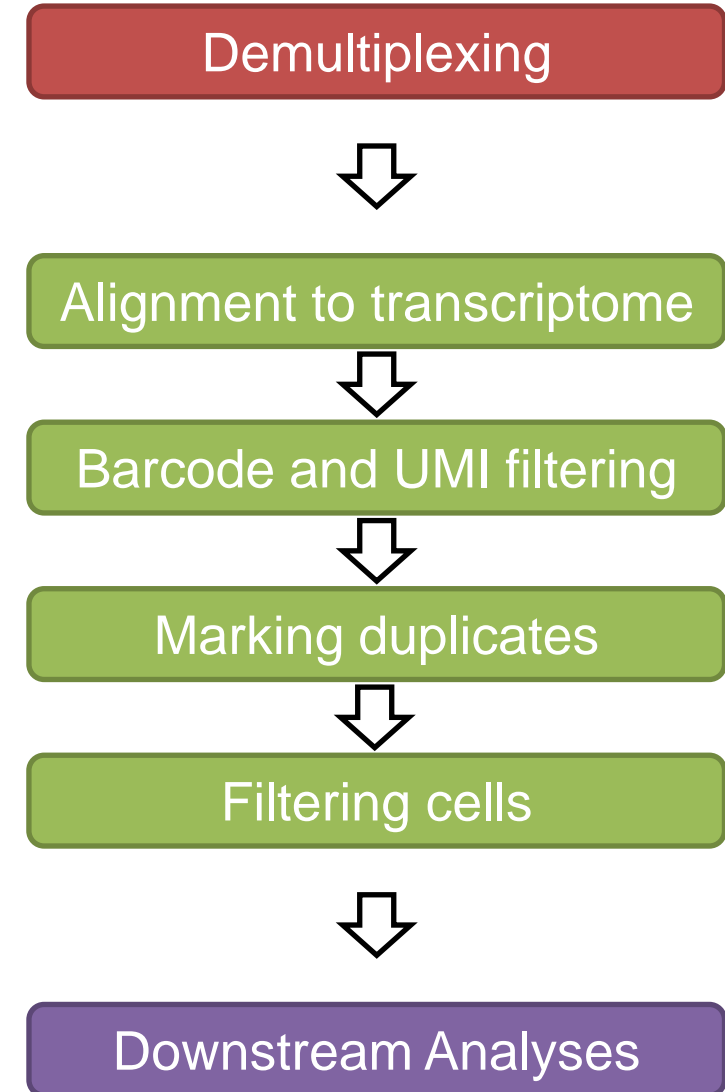 Demultiplexing
Alignment to transcriptome
Barcode and UMI filtering
Marking duplicates
Filtering cells
Downstream Analyses